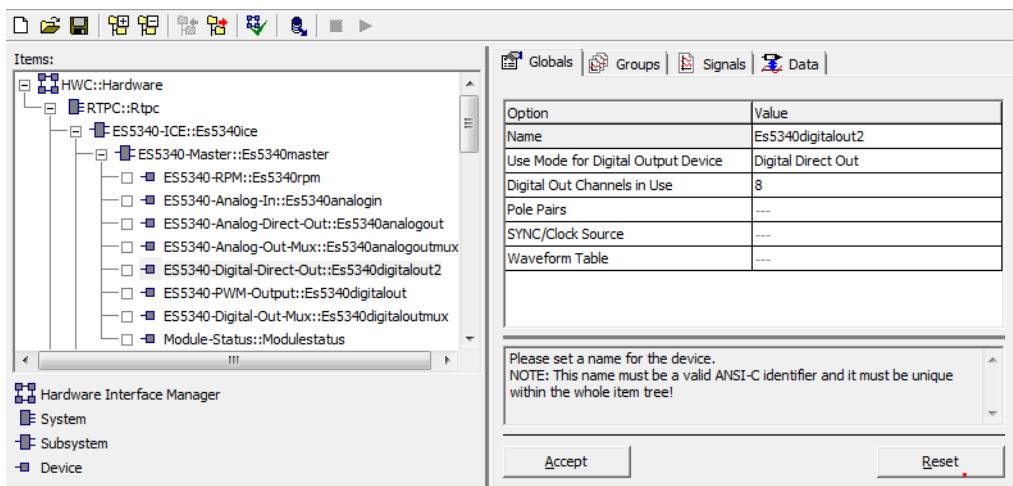 Items:
HWC::Hardware
RTPC::Rtpc
ES5340-ICE::Es5340ice
ES5340-Master::Es5340master
ES5340-RPM::Es5340rpm
ES5340-Analog-In::Es5340analogin
ES5340-Analog-Direct-Out::Es5340analogout
ES5340-Analog-Out-Mux::Es5340analogoutmux
ES5340-Digital-Direct-Out::Es5340digitalout2
ES5340-PWM-Output::Es5340digitalout
ES5340-Digital-Out-Mux::Es5340digitaloutmux
Module-Status::Modulestatus
Hardware Interface Manager
System
Subsystem
Device
Globals Groups Signals Data
Option Value
Name Es5340digitalout2
Use Mode for Digital Output Device Digital Direct Out
Digital Out Channels in Use 8
Pole Pairs ---
SYNC/Clock Source ---
Waveform Table ---
Please set a name for the device.
NOTE: This name must be a valid ANSI-C identifier and it must be unique
within the whole item tree!
Accept Reset